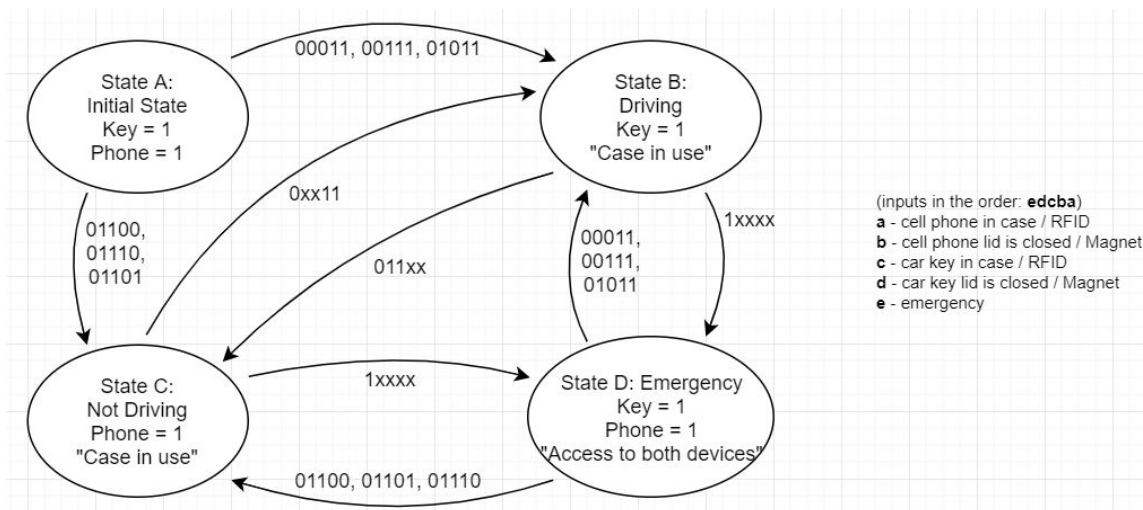 00011, 00111, 01011
State A:
Initial State
Key = 1
Phone = 1
State B:
Driving
Key = 1
"Case in use"
0xx11
01100,
01110,
01101
011xx
00011,
00111,
01011
1xxxx
(inputs in the order: edcba)
a - cell phone in case / RFID
b - cell phone lid is closed / Magnet
c - car key in case / RFID
d - car key lid is closed / Magnet
e - emergency
State C:
Not Driving
Phone = 1
"Case in use"
1xxxx
State D: Emergency
Key = 1
Phone = 1
"Access to both devices"
01100, 01101, 01110